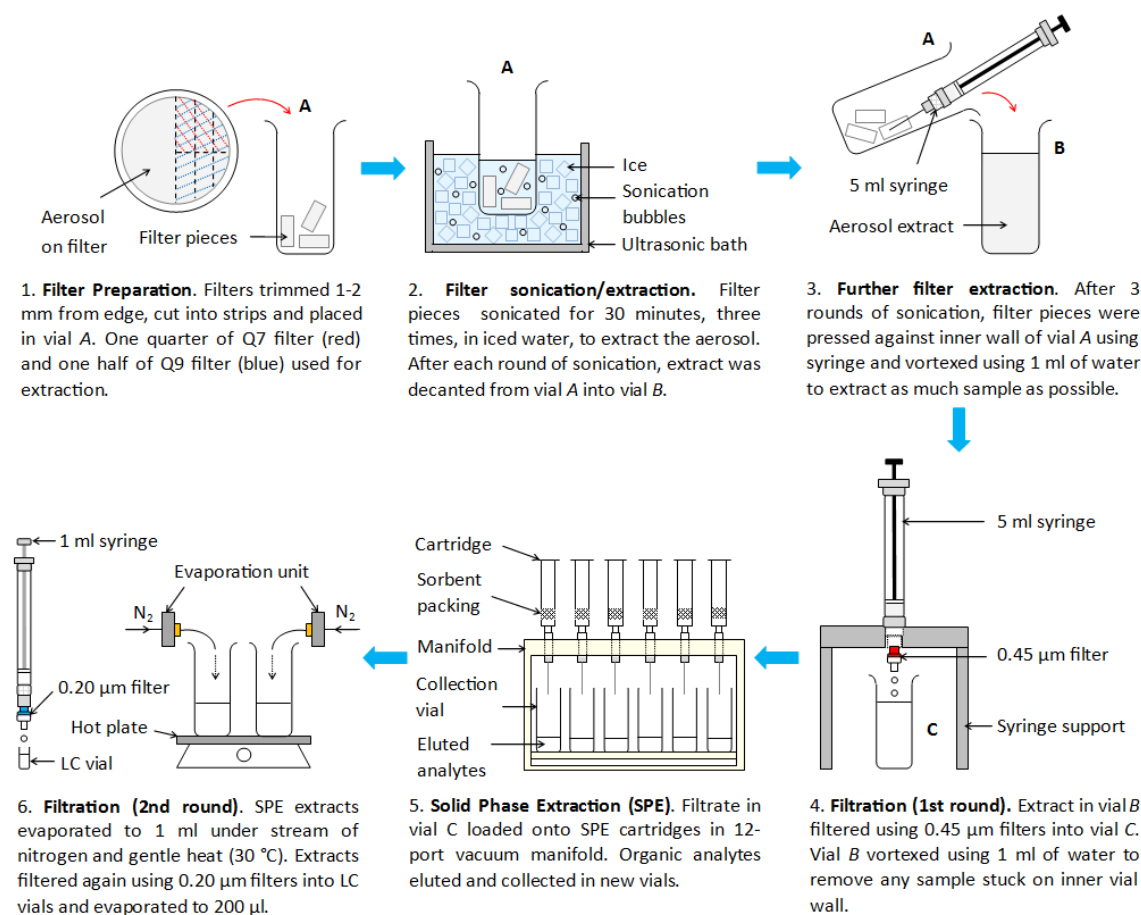 A
Aerosol
on filter
Filter pieces
1. Filter Preparation. Filters trimmed 1-2
mm from edge, cut into strips and placed
in vial A. One quarter of Q7 filter (red)
and one half of Q9 filter (blue) used for
extraction.
A
Ice
Sonication
bubbles
Ultrasonic bath
2. Filter sonication/extraction. Filter
pieces sonicated for 30 minutes, three
times, in iced water, to extract the aerosol.
After each round of sonication, extract was
decanted from vial A into vial B.
A
B
5 ml syringe
Aerosol extract
3. Further filter extraction. After 3
rounds of sonication, filter pieces were
pressed against inner wall of vial A using
syringe and vortexed using 1 ml of water
to extract as much sample as possible.
5 ml syringe
0.45 µm filter
C
Syringe support
4. Filtration (1st round). Extract in vial B
filtered using 0.45 µm filters into vial C.
Vial B vortexed using 1 ml of water to
remove any sample stuck on inner vial
wall.
Cartridge
Sorbent
packing
Manifold
Collection
vial
Eluted
analytes
5. Solid Phase Extraction (SPE). Filtrate in
vial C loaded onto SPE cartridges in 12-
port vacuum manifold. Organic analytes
eluted and collected in new vials.
1 ml syringe
Evaporation unit
N₂
N₂
0.20 µm filter
Hot plate
LC vial
6. Filtration (2nd round). SPE extracts
evaporated to 1 ml under stream of
nitrogen and gentle heat (30 °C). Extracts
filtered again using 0.20 µm filters into LC
vials and evaporated to 200 µl.